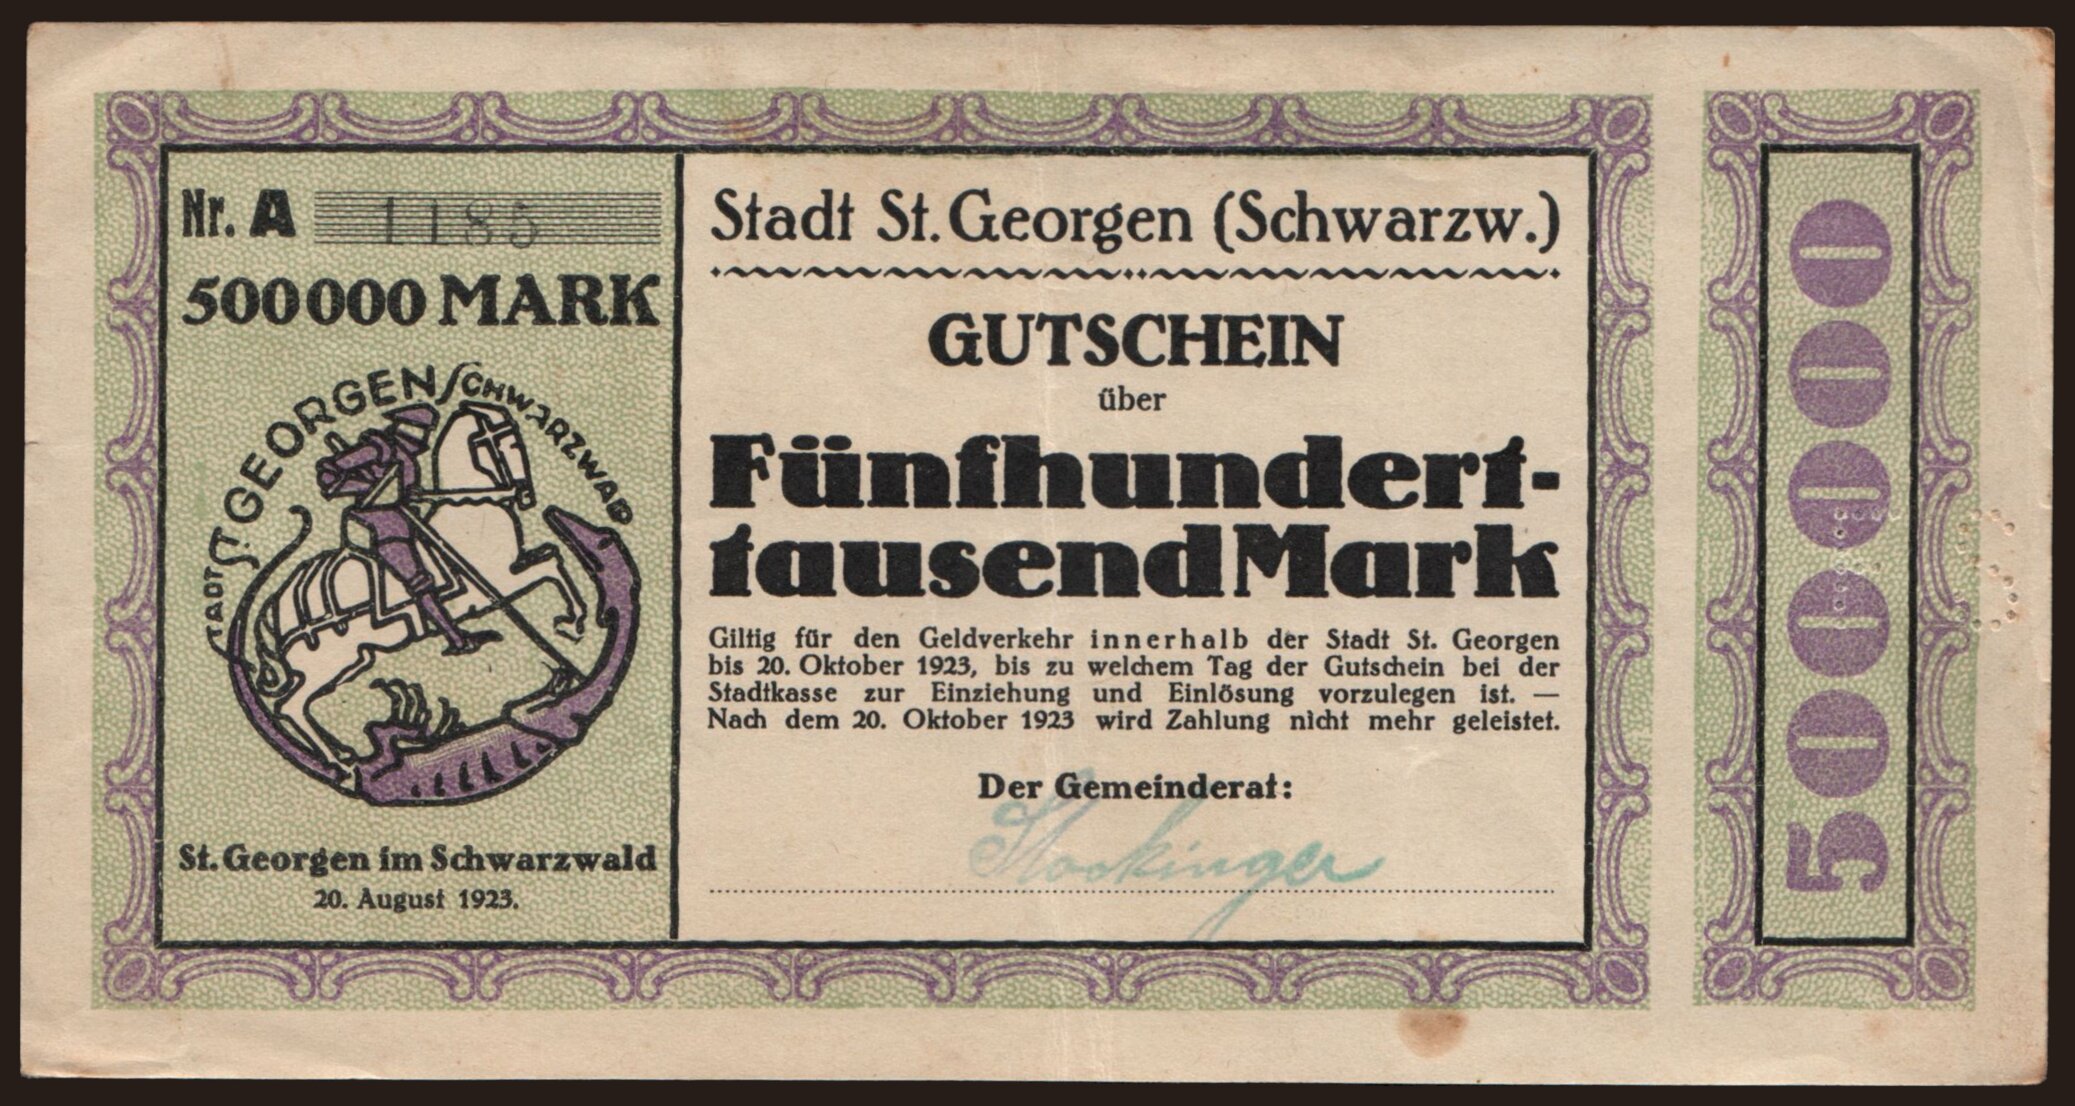 Nr. A 1185
500000 MARK
STADT ST. GEORGEN SCHWARZWALD
St. Georgen im Schwarzwald
20. August 1923.
Stadt St. Georgen (Schwarzw.)
GUTSCHEIN
über
Fünfhundert-
tausend Mark
Giltig für den Geldverkehr innerhalb der Stadt St. Georgen
bis 20. Oktober 1923, bis zu welchem Tag der Gutschein bei der
Stadtkasse zur Einziehung und Einlösung vorzulegen ist. —
Nach dem 20. Oktober 1923 wird Zahlung nicht mehr geleistet.
Der Gemeinderat:
500000